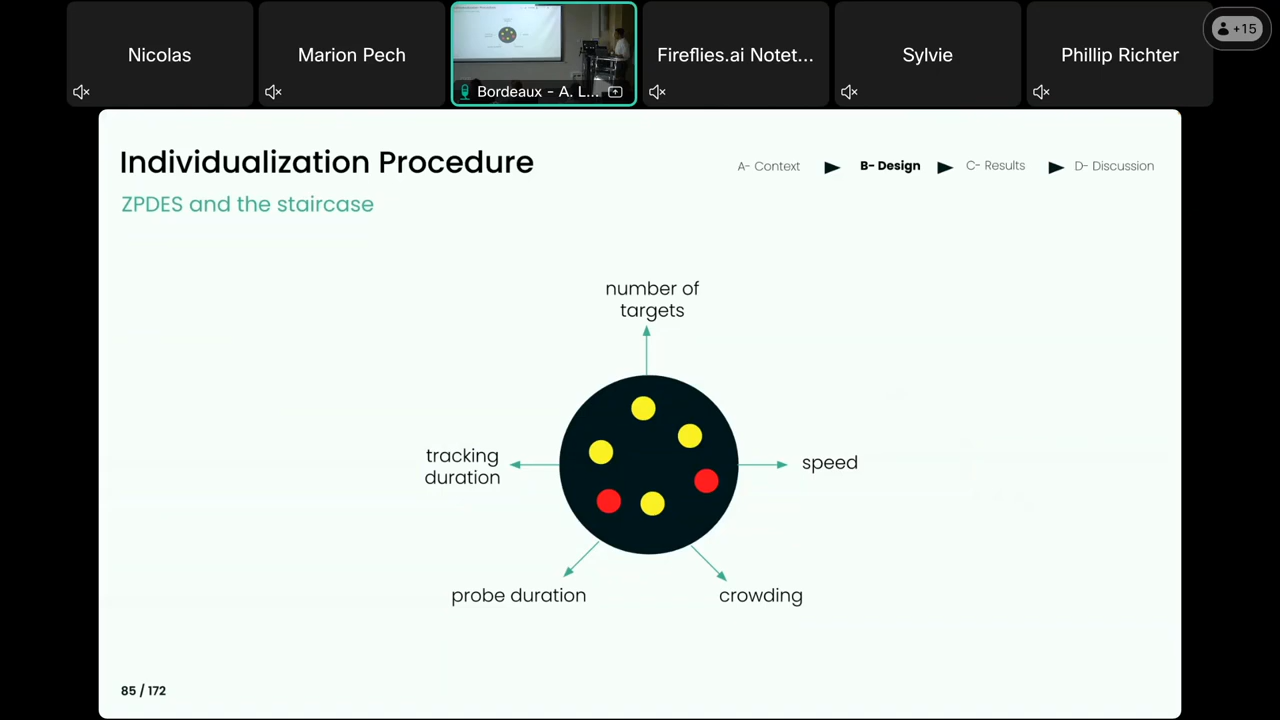 Nicolas
Marion Pech
Bordeaux - A. L...
Fireflies.ai Notet...
Sylvie
Phillip Richter
+15
Individualization Procedure
A- Context
B- Design
C- Results
D- Discussion
ZPDES and the staircase
number of
targets
tracking
duration
speed
probe duration
crowding
85 / 172